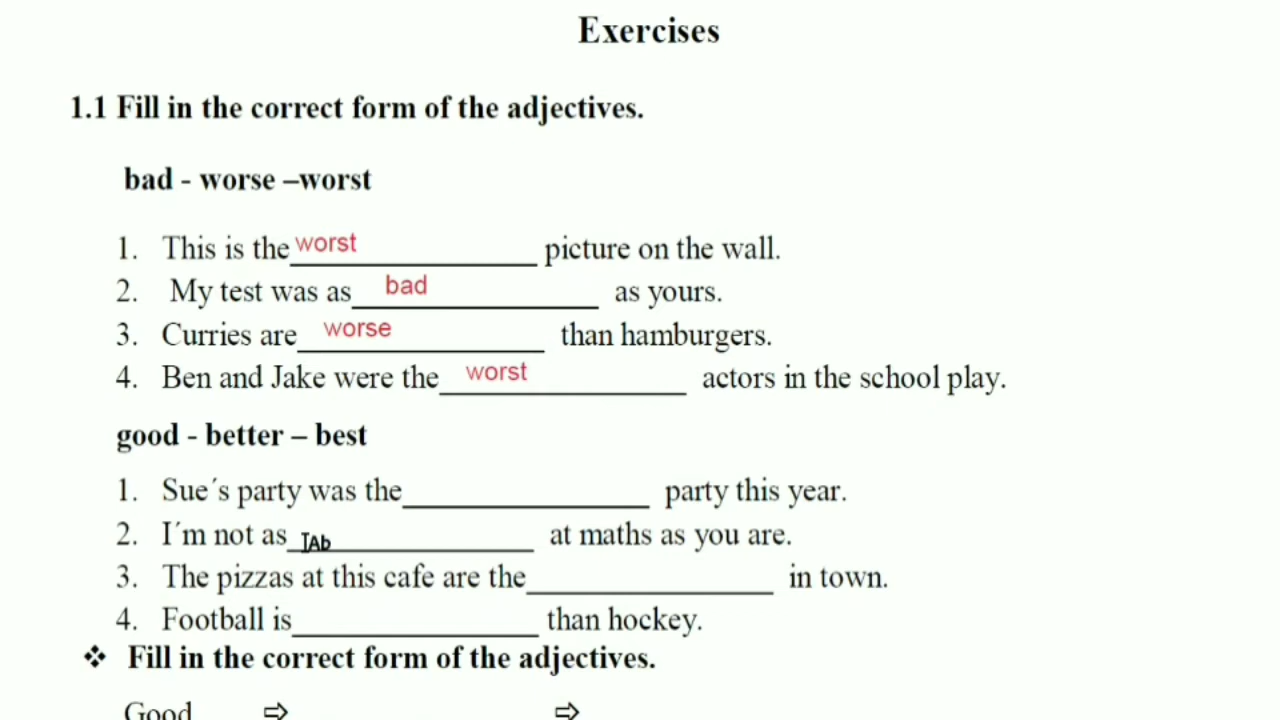 Exercises
1.1 Fill in the correct form of the adjectives.
bad - worse –worst
1. This is the worst picture on the wall.
2. My test was as bad as yours.
3. Curries are worse than hamburgers.
4. Ben and Jake were the worst actors in the school play.
good - better – best
1. Sue´s party was the_________________ party this year.
2. I´m not as_________________ at maths as you are.
3. The pizzas at this cafe are the_________________ in town.
4. Football is_________________ than hockey.
❖ Fill in the correct form of the adjectives.
Good ⇨ ⇨